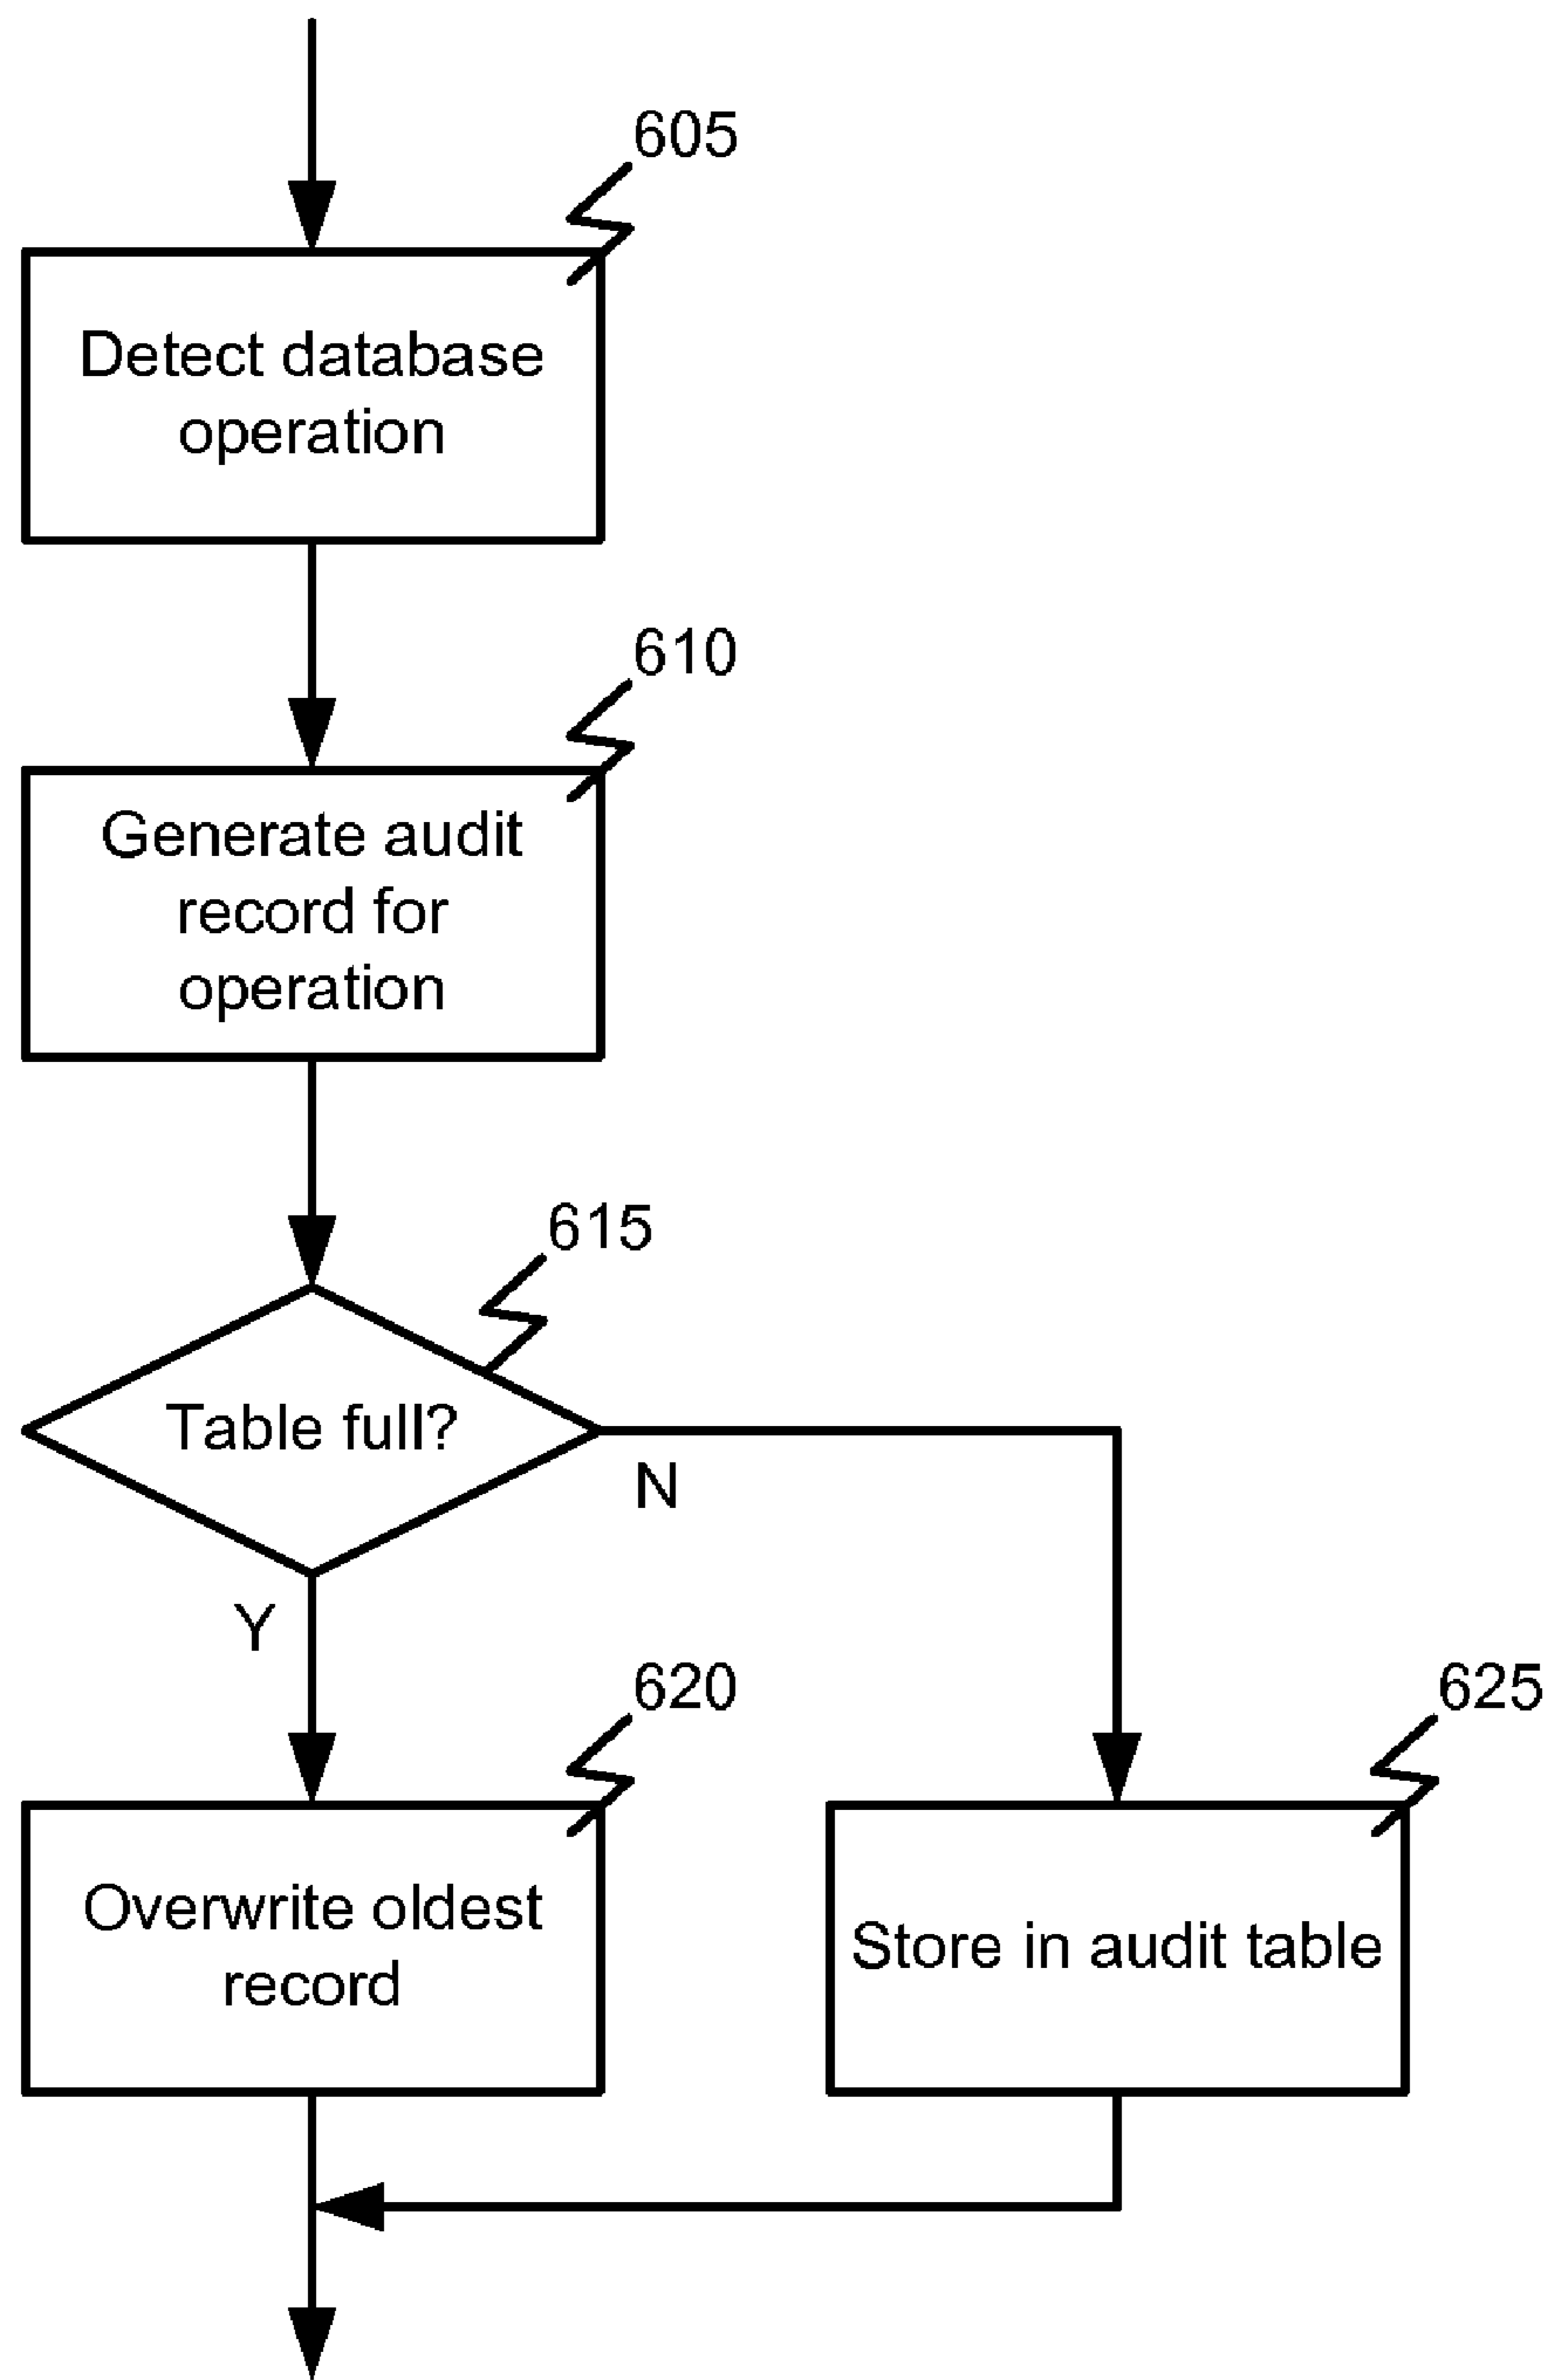 605
Detect database
operation
610
Generate audit
record for
operation
615
Table full?
N
Y
620
625
Overwrite oldest
record
Store in audit table